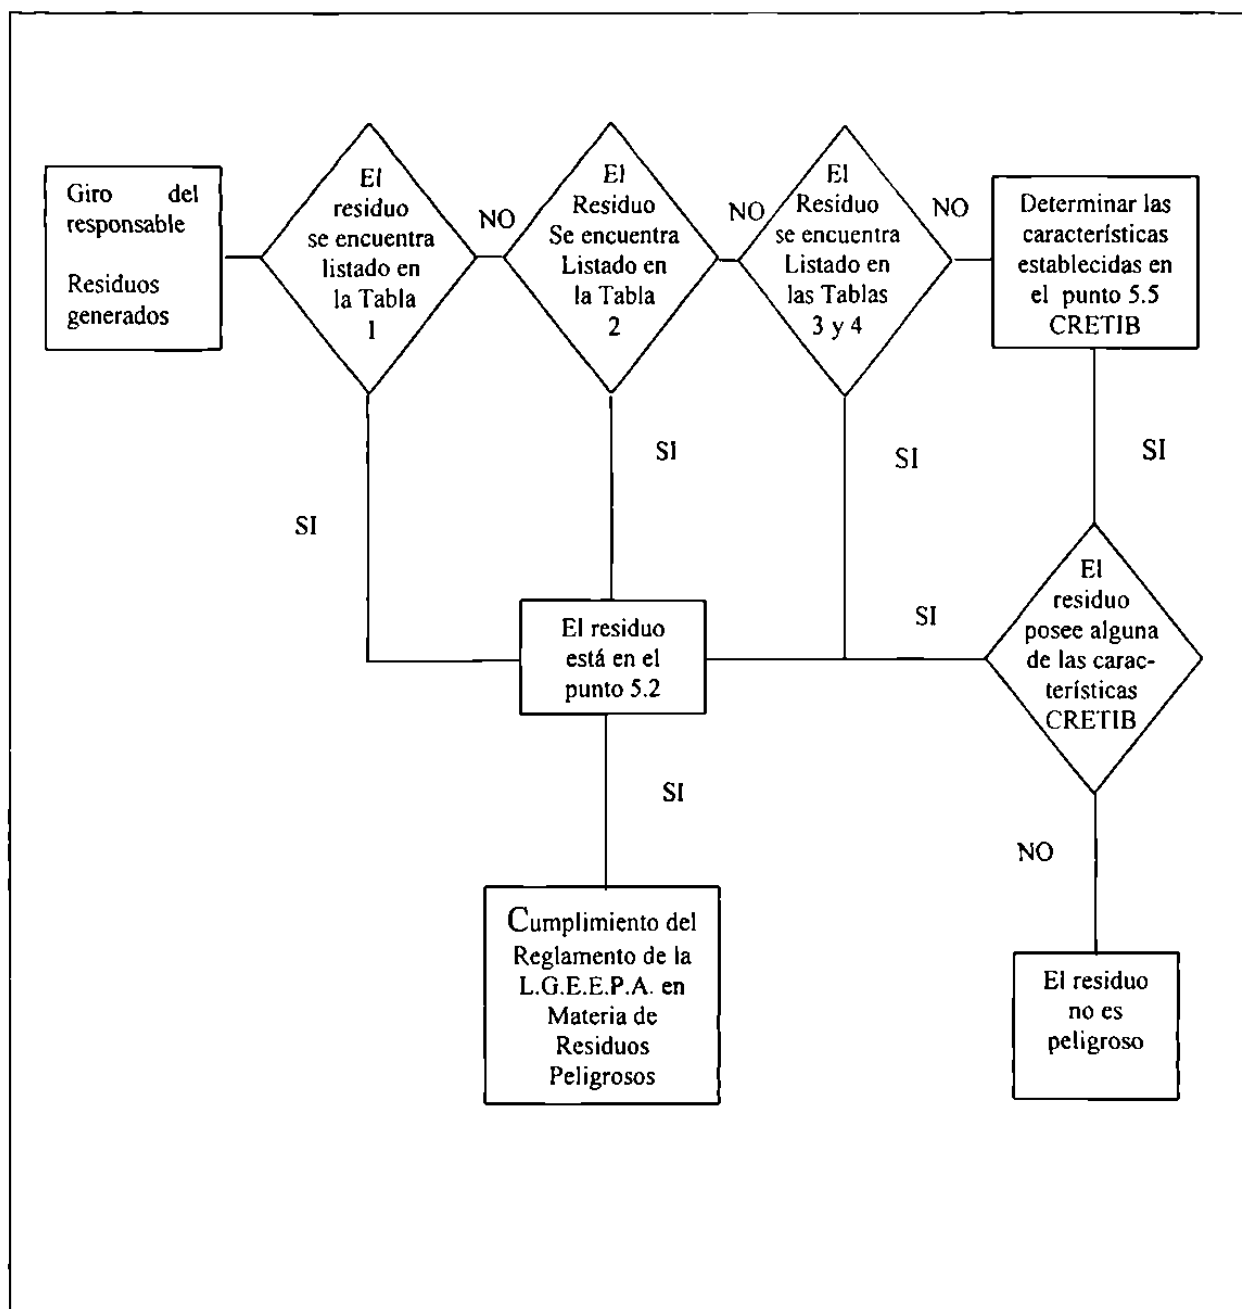 Giro del
responsable
Residuos
generados
El
residuo
se encuentra
listado en
la Tabla
1
NO
El
Residuo
Se encuentra
Listado en
la Tabla
2
NO
El
Residuo
se encuentra
Listado en
las Tablas
3 y 4
NO
Determinar las
características
establecidas en
el punto 5.5
CRETIB
SI
SI
SI
SI
El residuo
está en el
punto 5.2
SI
El
residuo
posee alguna
de las carac-
terísticas
CRETIB
SI
NO
Cumplimiento del
Reglamento de la
L.G.E.E.P.A. en
Materia de
Residuos
Peligrosos
El residuo
no es
peligroso